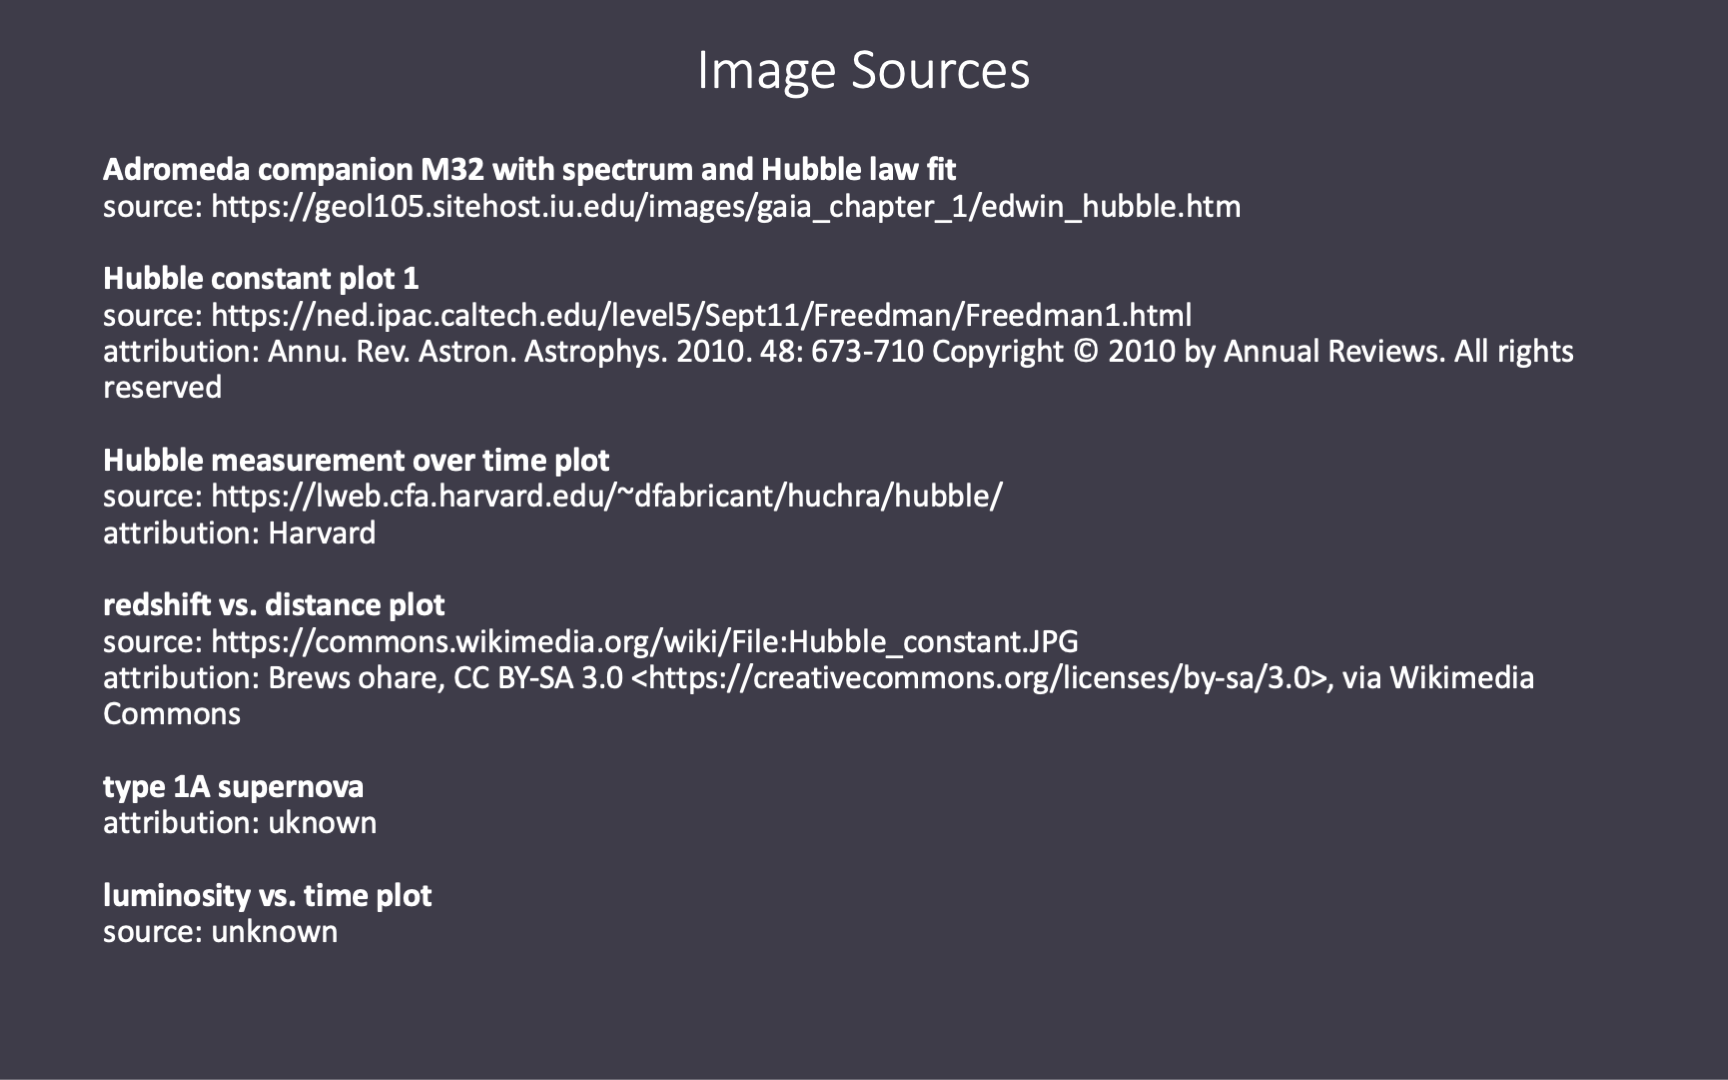 Image Sources
Adromeda companion M32 with spectrum and Hubble law fit
source: https://geol105.sitehost.iu.edu/images/gaia_chapter_1/edwin_hubble.htm
Hubble constant plot 1
source: https://ned.ipac.caltech.edu/level5/Sept11/Freedman/Freedman1.html
attribution: Annu. Rev. Astron. Astrophys. 2010. 48: 673-710 Copyright © 2010 by Annual Reviews. All rights
reserved
Hubble measurement over time plot
source: https://lweb.cfa.harvard.edu/~dfabricant/huchra/hubble/
attribution: Harvard
redshift vs. distance plot
source: https://commons.wikimedia.org/wiki/File:Hubble_constant.JPG
attribution: Brews ohare, CC BY-SA 3.0 <https://creativecommons.org/licenses/by-sa/3.0>, via Wikimedia
Commons
type 1A supernova
attribution: uknown
luminosity vs. time plot
source: unknown